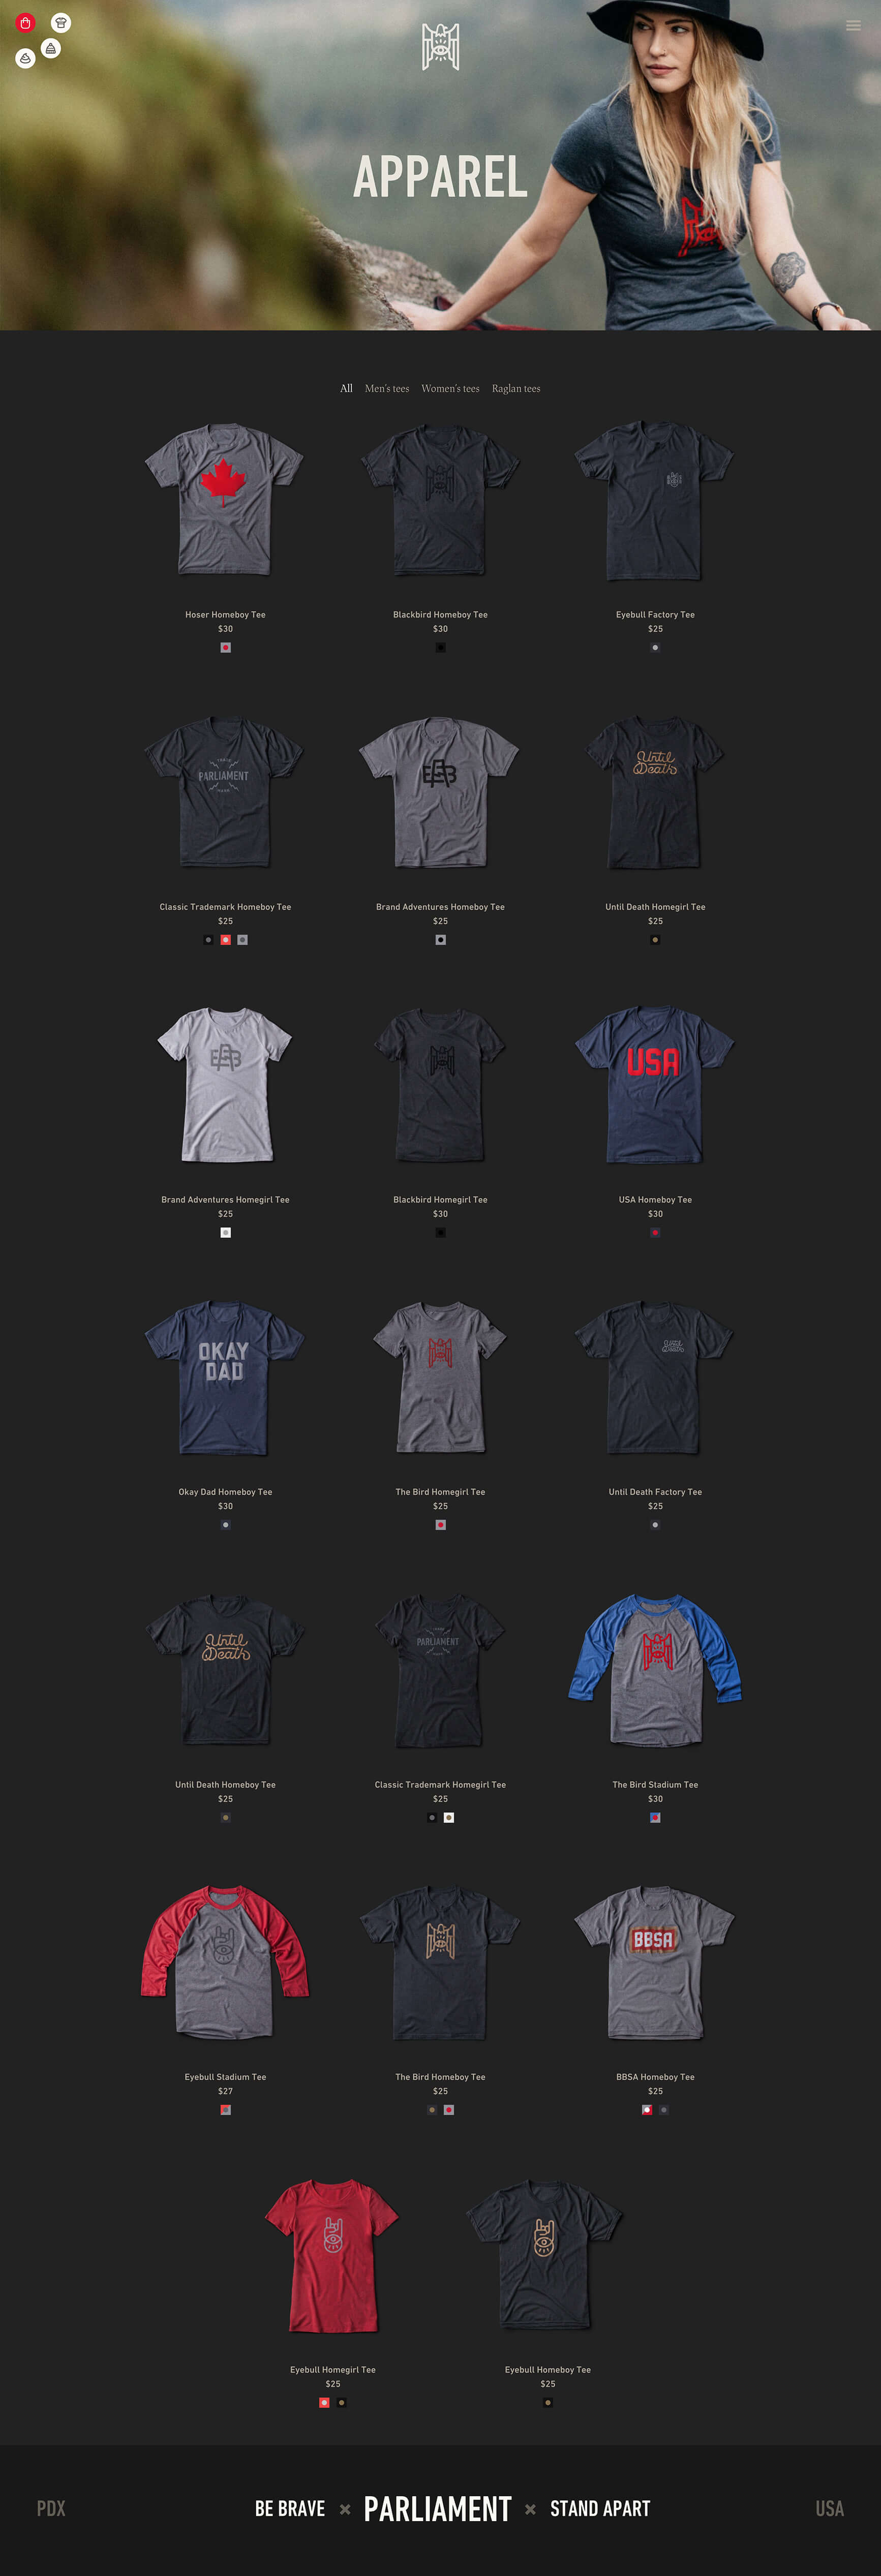 APPAREL
All Men's tees Women's tees Raglan tees
Hoser Homeboy Tee
$30
Blackbird Homeboy Tee
$30
Eyebull Factory Tee
$25
PARLIAMENT
Classic Trademark Homeboy Tee
$25
Brand Adventures Homeboy Tee
$25
Until
Death
Until Death Homegirl Tee
$25
Brand Adventures Homegirl Tee
$25
Blackbird Homegirl Tee
$30
USA
USA Homeboy Tee
$30
OKAY
DAD
Okay Dad Homeboy Tee
$30
The Bird Homegirl Tee
$25
Until
Death
Until Death Factory Tee
$25
Until
Death
Until Death Homeboy Tee
$25
PARLIAMENT
Classic Trademark Homegirl Tee
$25
The Bird Stadium Tee
$30
Eyebull Stadium Tee
$27
The Bird Homeboy Tee
$25
BBSA
BBSA Homeboy Tee
$25
Eyebull Homegirl Tee
$25
Eyebull Homeboy Tee
$25
PDX BE BRAVE × PARLIAMENT × STAND APART USA